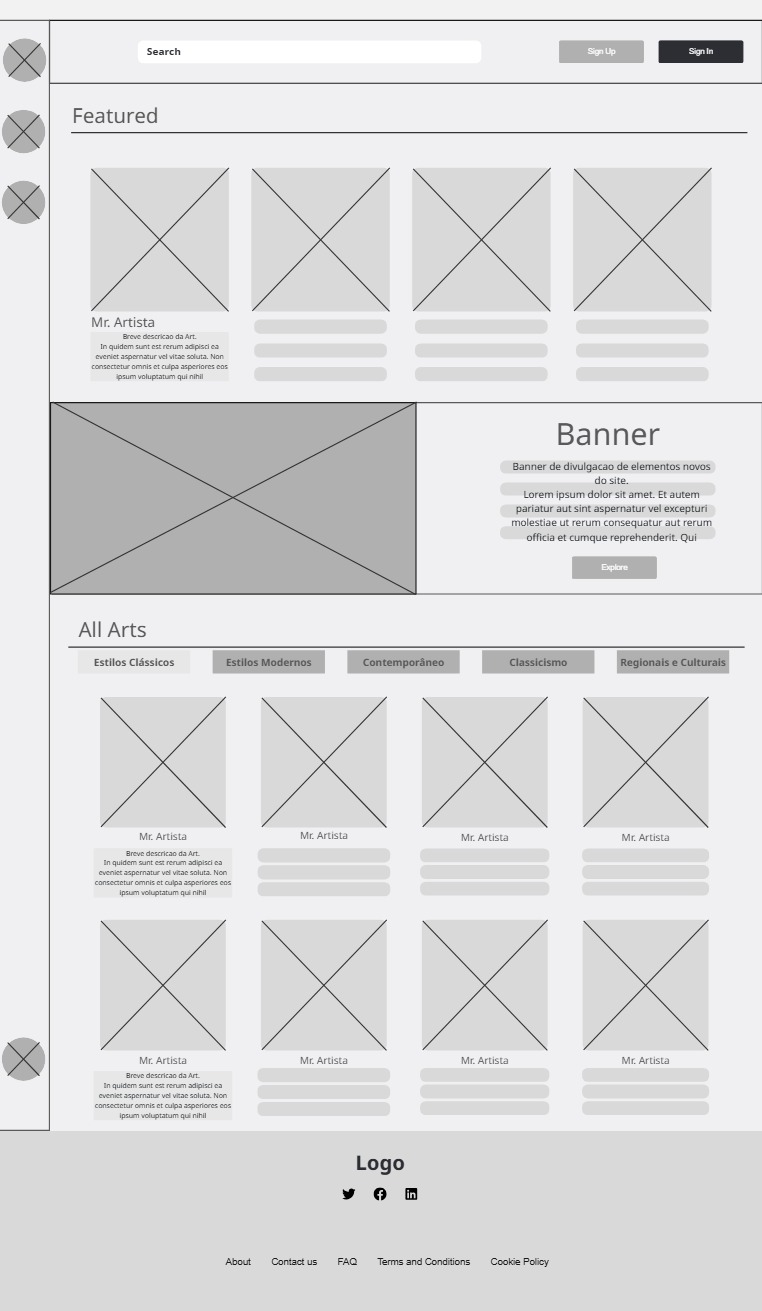 Search
Sign Up
Sign In
Featured
Mr. Artista
Breve descricao da Art.
In quidem sunt est rerum adipisci ea
eveniet aspernatur vel vitae soluta. Non
consectetur omnis et culpa asperiores eos
ipsum voluptatum qui nihil
Banner
Banner de divulgacao de elementos novos
do site.
Lorem ipsum dolor sit amet. Et autem
pariatur aut sint aspernatur vel excepturi
molestiae ut rerum consequatur aut rerum
officia et cumque reprehenderit. Qui
Explore
All Arts
Estilos Clássicos
Estilos Modernos
Contemporâneo
Classicismo
Regionais e Culturais
Mr. Artista
Mr. Artista
Mr. Artista
Mr. Artista
Breve descricao da Art.
In quidem sunt est rerum adipisci ea
eveniet aspernatur vel vitae soluta. Non
consectetur omnis et culpa asperiores eos
ipsum voluptatum qui nihil
Mr. Artista
Mr. Artista
Mr. Artista
Mr. Artista
Breve descricao da Art.
In quidem sunt est rerum adipisci ea
eveniet aspernatur vel vitae soluta. Non
consectetur omnis et culpa asperiores eos
ipsum voluptatum qui nihil
Logo
About
Contact us
FAQ
Terms and Conditions
Cookie Policy